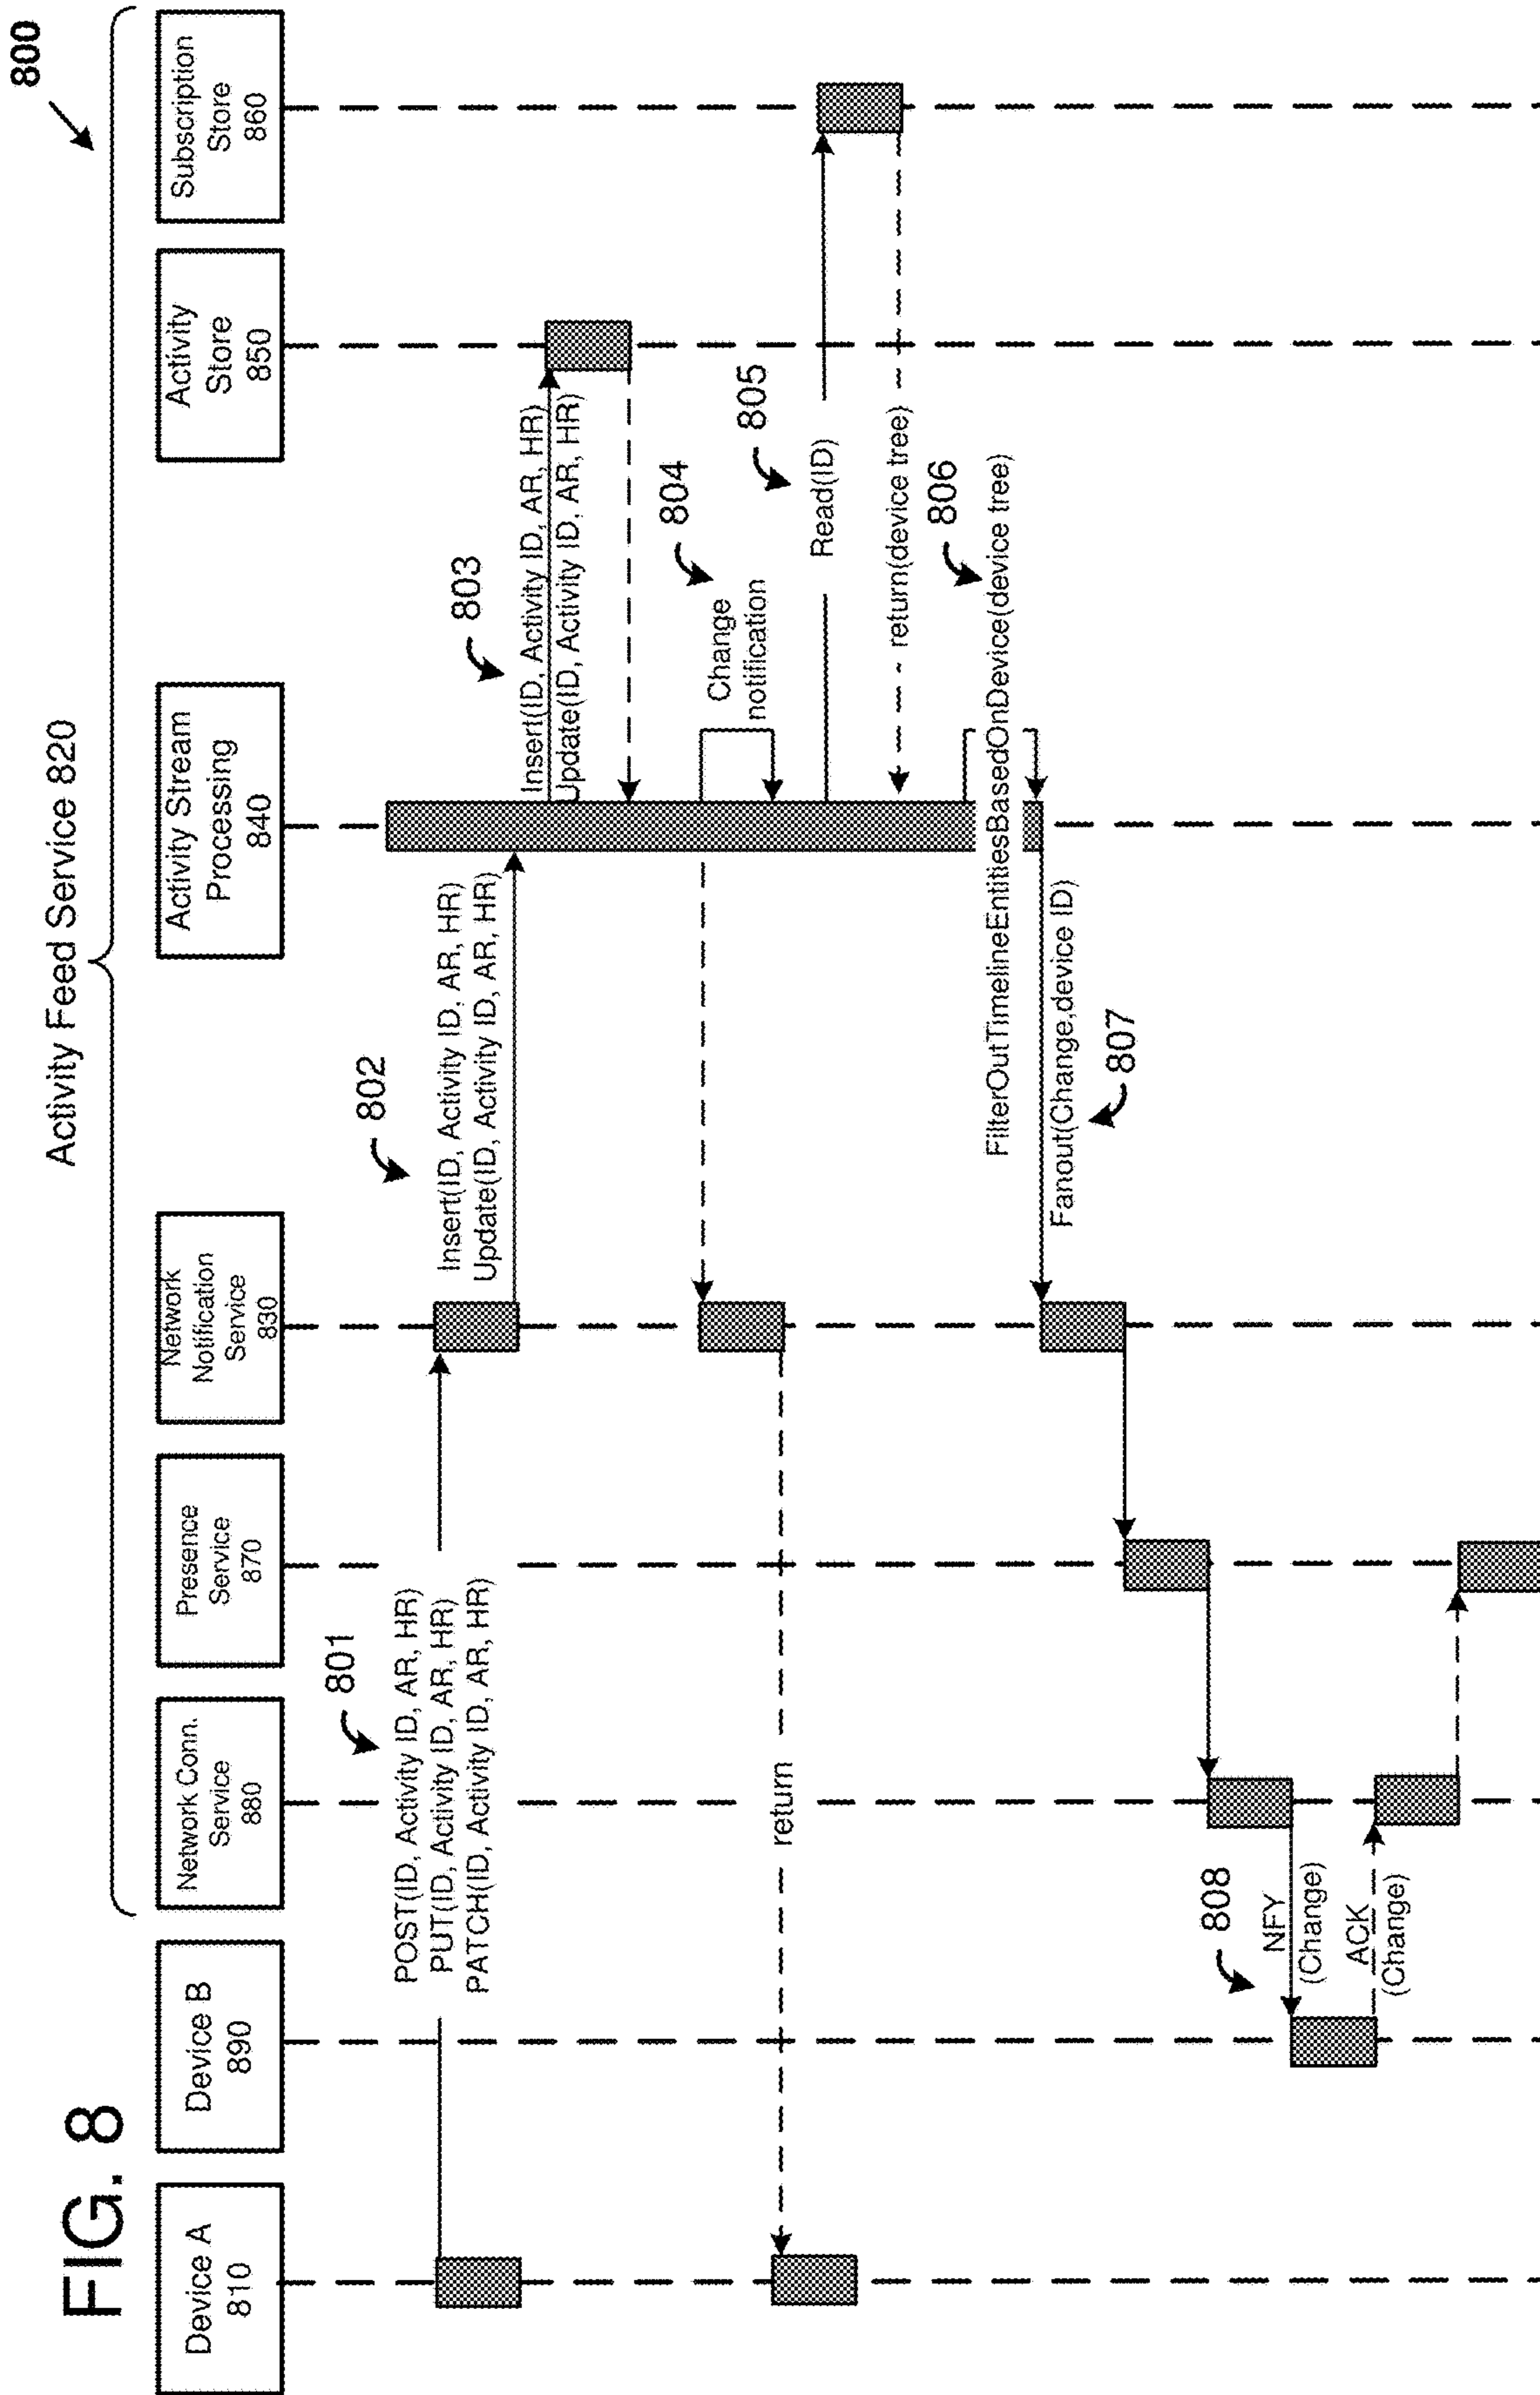 FIG. 8
800
Activity Feed Service 820
Device A
810
Device B
890
Network Conn.
Service
880
Presence
Service
870
Network
Notification
Service
830
Activity Stream
Processing
840
Activity
Store
850
Subscription
Store
860
801
POST(ID, Activity ID, AR, HR)
PUT(ID, Activity ID, AR, HR)
PATCH(ID, Activity ID, AR, HR)
802
Insert(ID, Activity ID, AR, HR)
Update(ID, Activity ID, AR, HR)
803
Insert(ID, Activity ID, AR, HR)
Update(ID, Activity ID, AR, HR)
804
Change
notification
return
805
Read(ID)
return(device tree)
806
FilterOutTimelineEntitiesBasedOnDevice(device tree)
Fanout(Change,device ID)
807
808
NFY
(Change)
ACK
(Change)